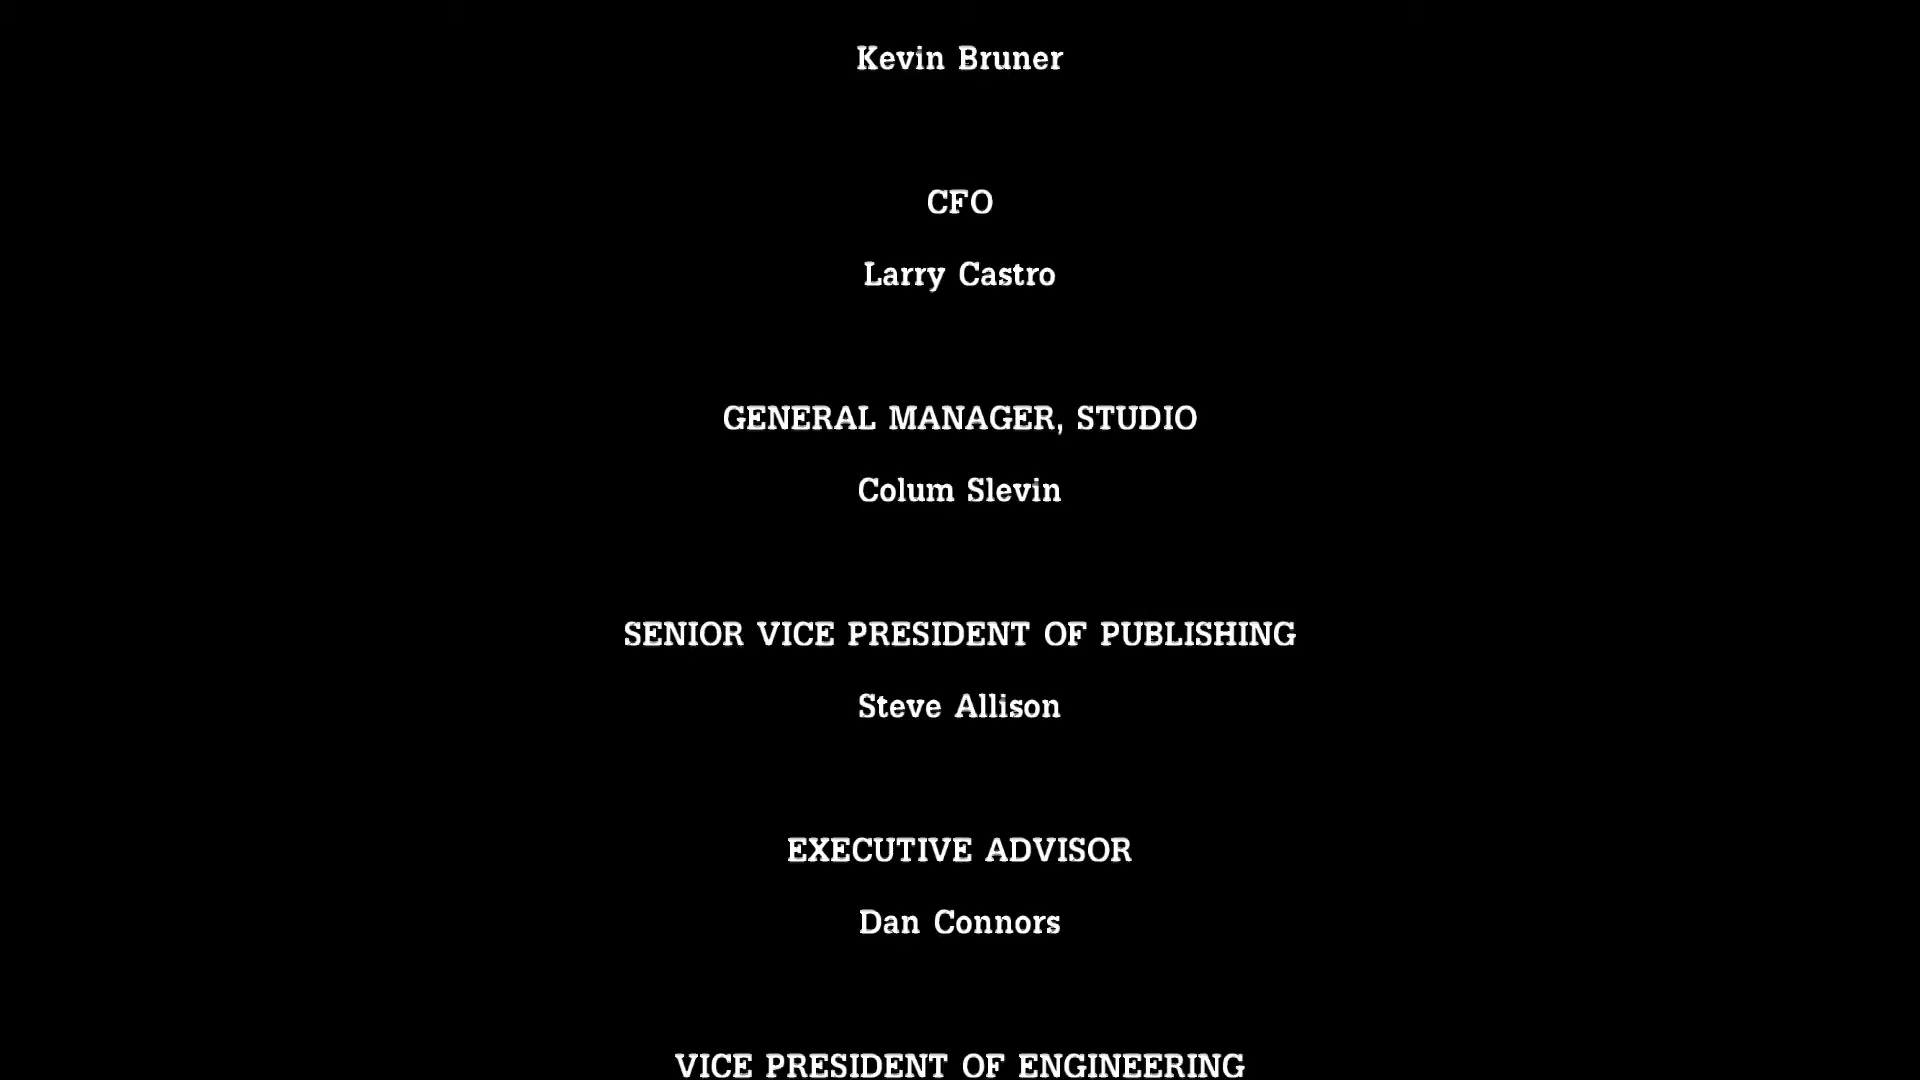 Kevin Bruner
CFO
Larry Castro
GENERAL MANAGER, STUDIO
Colum Slevin
SENIOR VICE PRESIDENT OF PUBLISHING
Steve Allison
EXECUTIVE ADVISOR
Dan Connors
VICE PRESIDENT OF ENGINEERING